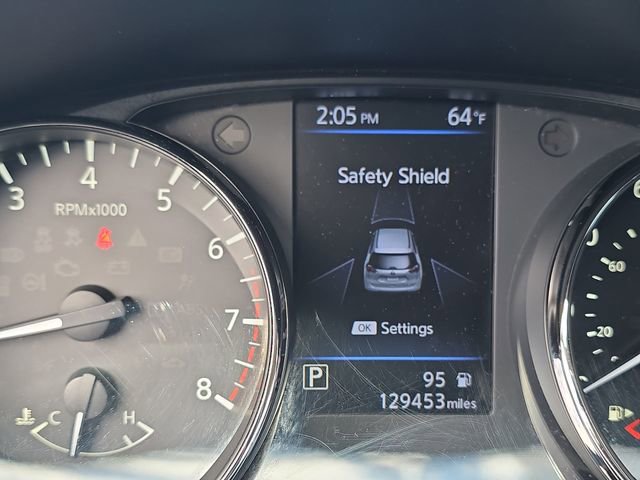 2:05 PM 64°F
Safety Shield
OK Settings
P 95
129453 miles
3 4 5 6 7 8
RPMx1000
C H
60
20